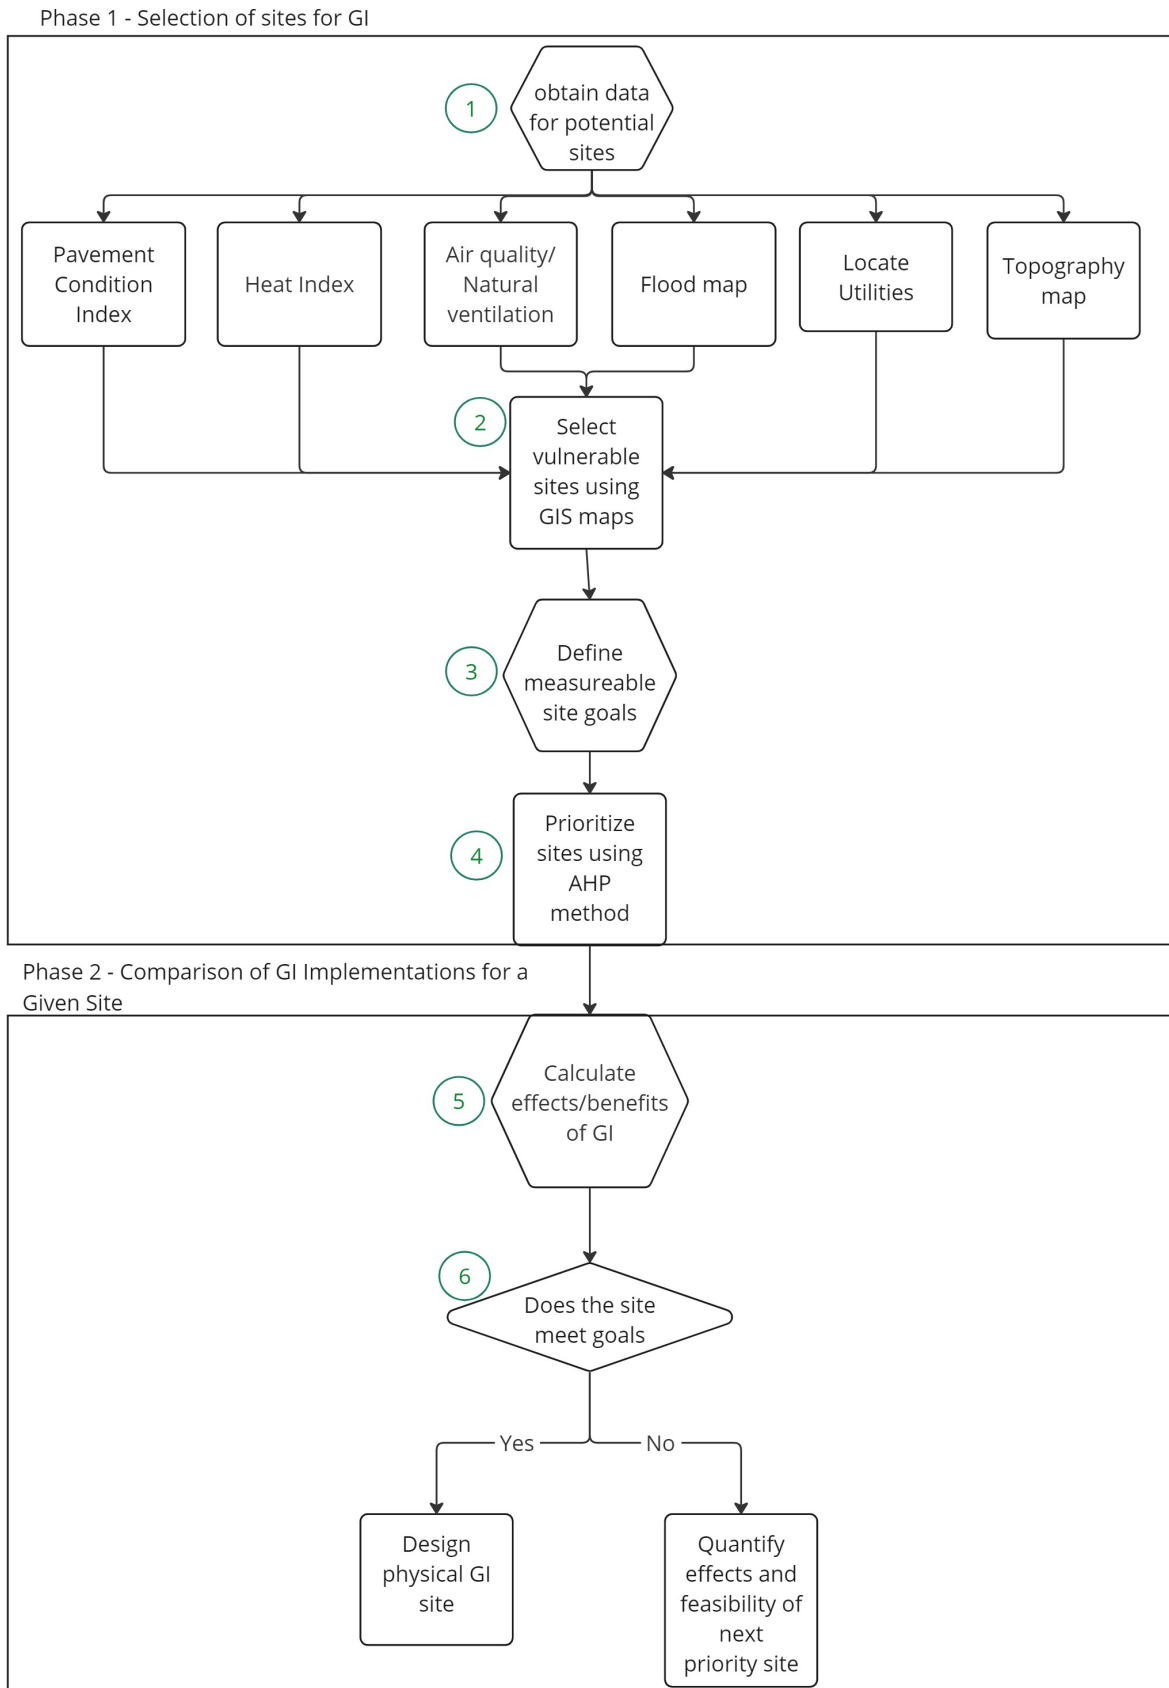 Phase 1 - Selection of sites for GI
1
obtain data
for potential
sites
Pavement
Condition
Index
Heat Index
Air quality/
Natural
ventilation
Flood map
Locate
Utilities
Topography
map
2
Select
vulnerable
sites using
GIS maps
3
Define
measureable
site goals
4
Prioritize
sites using
AHP
method
Phase 2 - Comparison of GI Implementations for a
Given Site
5
Calculate
effects/benefits
of GI
6
Does the site
meet goals
Yes
No
Design
physical GI
site
Quantify
effects and
feasibility of
next
priority site